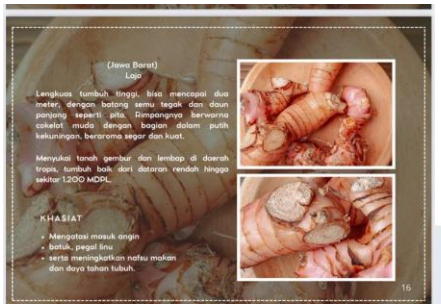 (Jawa Barat)
Laja
Lengkuas tumbuh tinggi, bisa mencapai dua
meter, dengan batang semu tegak dan daun
panjang seperti pita. Rimpangnya berwarna
cokelat muda dengan bagian dalam putih
kekuningan, beraroma segar dan kuat.
Menyukai tanah gembur dan lembap di daerah
tropis, tumbuh baik dari dataran rendah hingga
sekitar 1.200 MDPL.
KHASIAT
• Mengatasi masuk angin
• batuk, pegal linu
• serta meningkatkan nafsu makan
dan daya tahan tubuh.
16